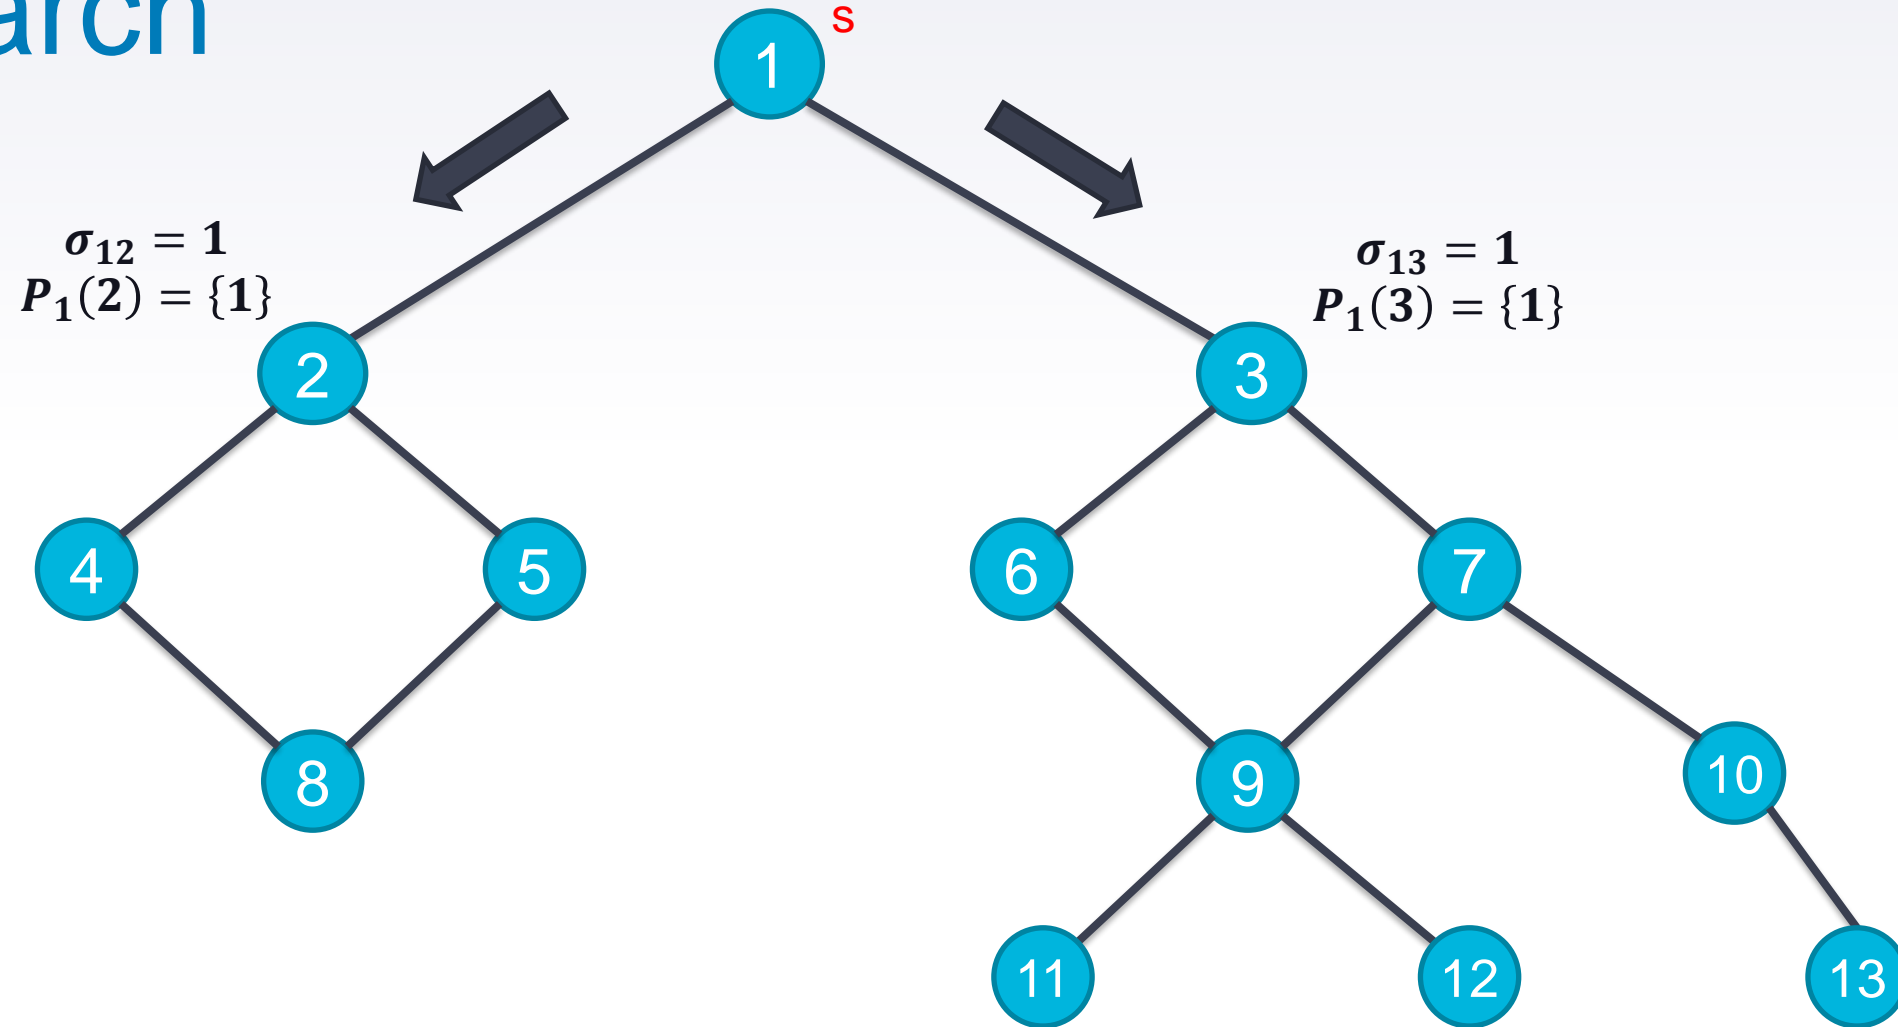 arch
1
S
σ₁₂ = 1
P₁(2) = {1}
σ₁₃ = 1
P₁(3) = {1}
2
3
4
5
6
7
8
9
10
11
12
13